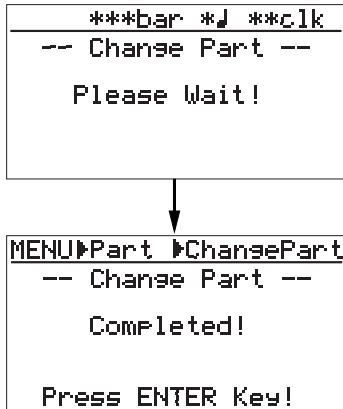 ***bar *♩ **clk
-- Change Part --
Please Wait!
MENU▶Part ▶ChangePart
-- Change Part --
Completed!
Press ENTER Key!